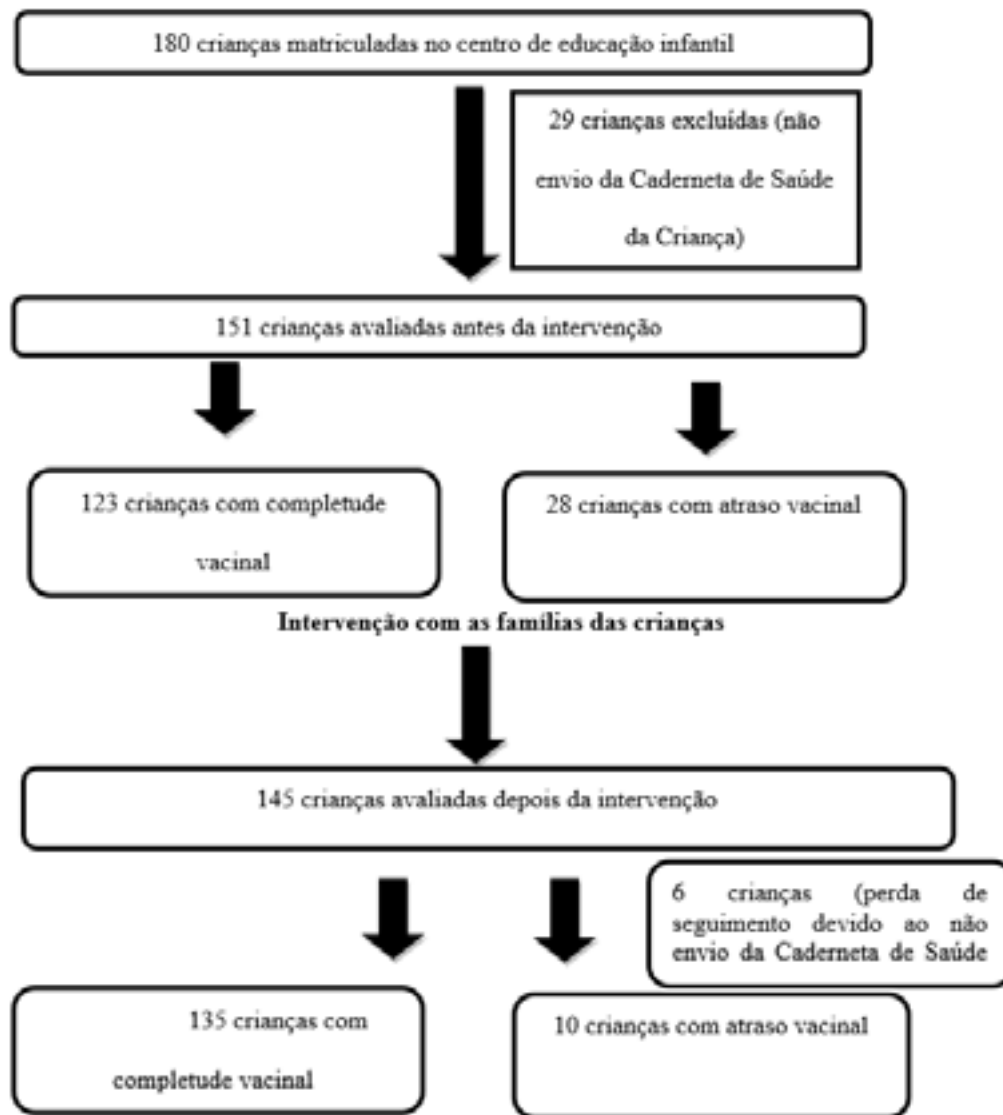 180 crianças matriculadas no centro de educação infantil
29 crianças excluídas (não
envio da Caderneta de Saúde
da Criança)
151 crianças avaliadas antes da intervenção
123 crianças com completude
vacinal
28 crianças com atraso vacinal
Intervenção com as famílias das crianças
145 crianças avaliadas depois da intervenção
6 crianças (perda de
seguimento devido ao não
envio da Caderneta de Saúde
135 crianças com
completude vacinal
10 crianças com atraso vacinal